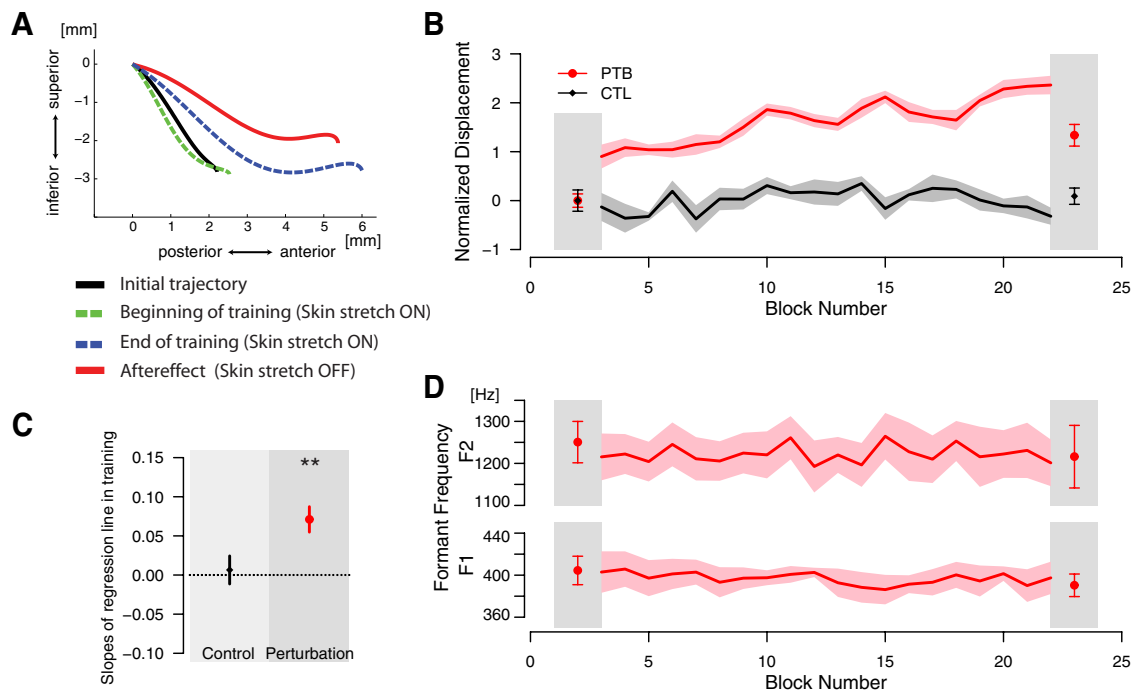 A
[mm]
superior
inferior
0
−1
−2
−3
0 1 2 3 4 5 6
[mm]
posterior anterior
Initial trajectory
Beginning of training (Skin stretch ON)
End of training (Skin stretch ON)
Aftereffect (Skin stretch OFF)
B
Normalized Displacement
3
2
1
0
−1
PTB
CTL
0 5 10 15 20 25
Block Number
C
Slopes of regression line in training
0.15
0.10
0.05
0.00
−0.05
−0.10
**
Control Perturbation
D
[Hz]
Formant Frequency
F2
1300
1200
1100
F1
440
400
360
0 5 10 15 20 25
Block Number